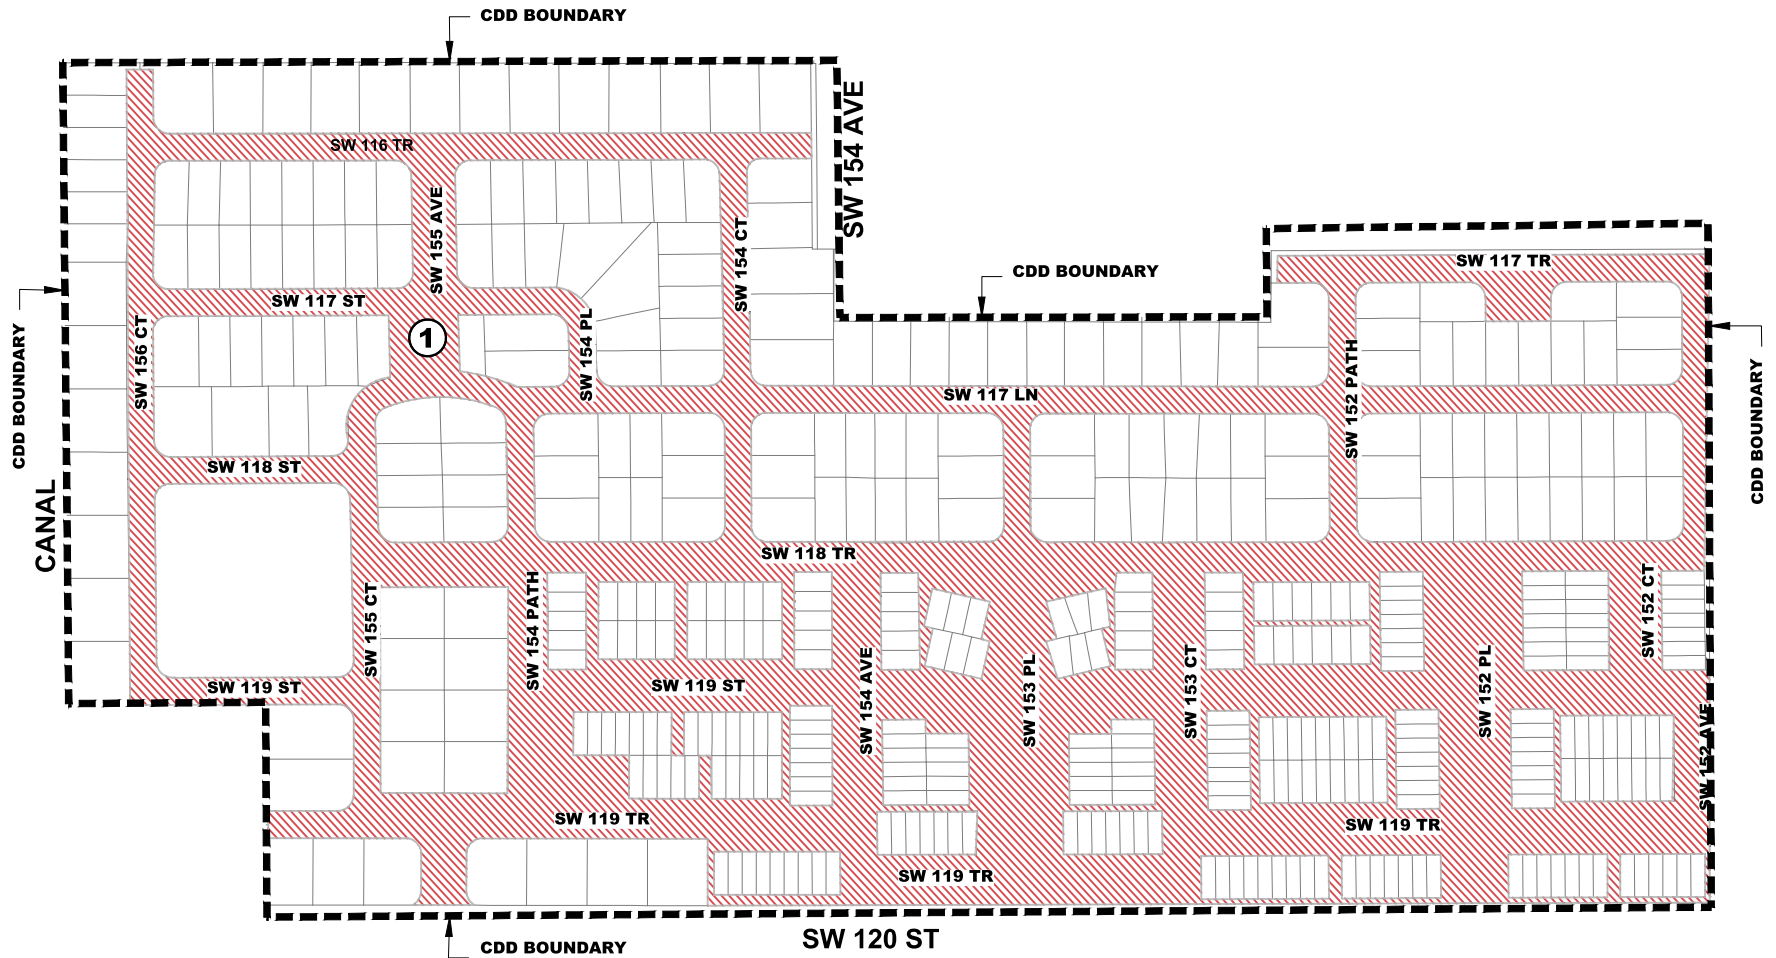 CDD BOUNDARY
SW 154 AVE
SW 116 TR
SW 155 AVE
SW 154 CT
CDD BOUNDARY
SW 117 TR
SW 117 ST
1
SW 154 PL
SW 156 CT
CDD BOUNDARY
SW 152 PATH
CDD BOUNDARY
SW 117 LN
SW 118 ST
CANAL
SW 118 TR
SW 155 CT
SW 154 PATH
SW 152 CT
SW 154 AVE
SW 153 PL
SW 153 CT
SW 152 PL
SW 119 ST
SW 119 ST
SW 152 AVE
SW 119 TR
SW 119 TR
SW 119 TR
SW 120 ST
CDD BOUNDARY